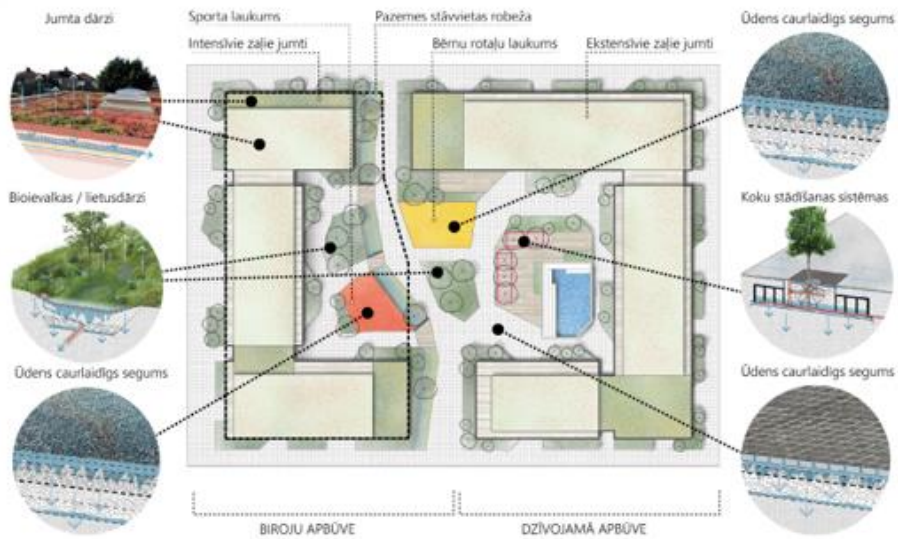 Jumta dārzi
Sporta laukums
Pazemes stāvvietas robeža
Ūdens caurlaidīgs segums
Intensīvie zaļie jumti
Bērnu rotaļu laukums
Ekstensīvie zaļie jumti
Bioievalkas / lietusdārzi
Koku stādīšanas sistēmas
Ūdens caurlaidīgs segums
Ūdens caurlaidīgs segums
BIROJU APBŪVE
DZĪVOJAMĀ APBŪVE